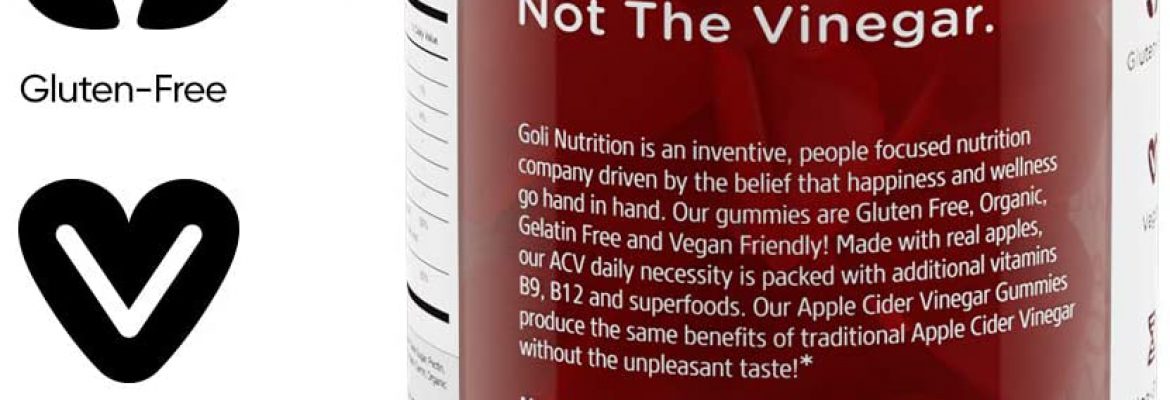 Not The Vinegar.
Gluten-Free
Goli Nutrition is an inventive, people focused nutrition
company driven by the belief that happiness and wellness
go hand in hand. Our gummies are Gluten Free, Organic,
Gelatin Free and Vegan Friendly! Made with real apples,
our ACV daily necessity is packed with additional vitamins
B9, B12 and superfoods. Our Apple Cider Vinegar Gummies
produce the same benefits of traditional Apple Cider Vinegar
without the unpleasant taste!*